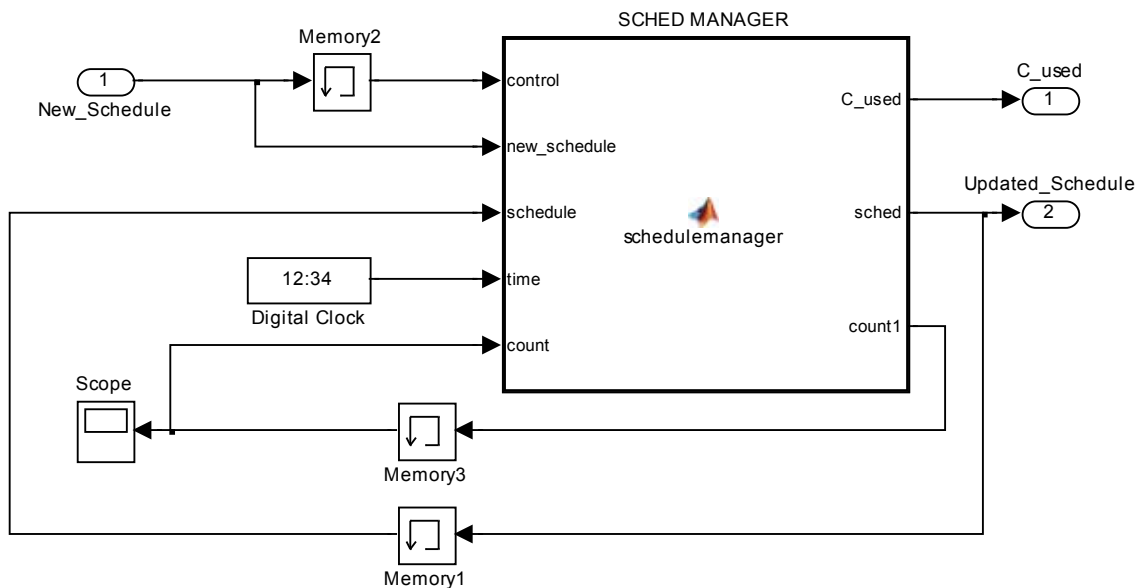 SCHED MANAGER
Memory2
1
New_Schedule
control
new_schedule
schedule
12:34
Digital Clock
time
count
schedulemanager
C_used
sched
count1
C_used
1
Updated_Schedule
2
Scope
Memory3
Memory1